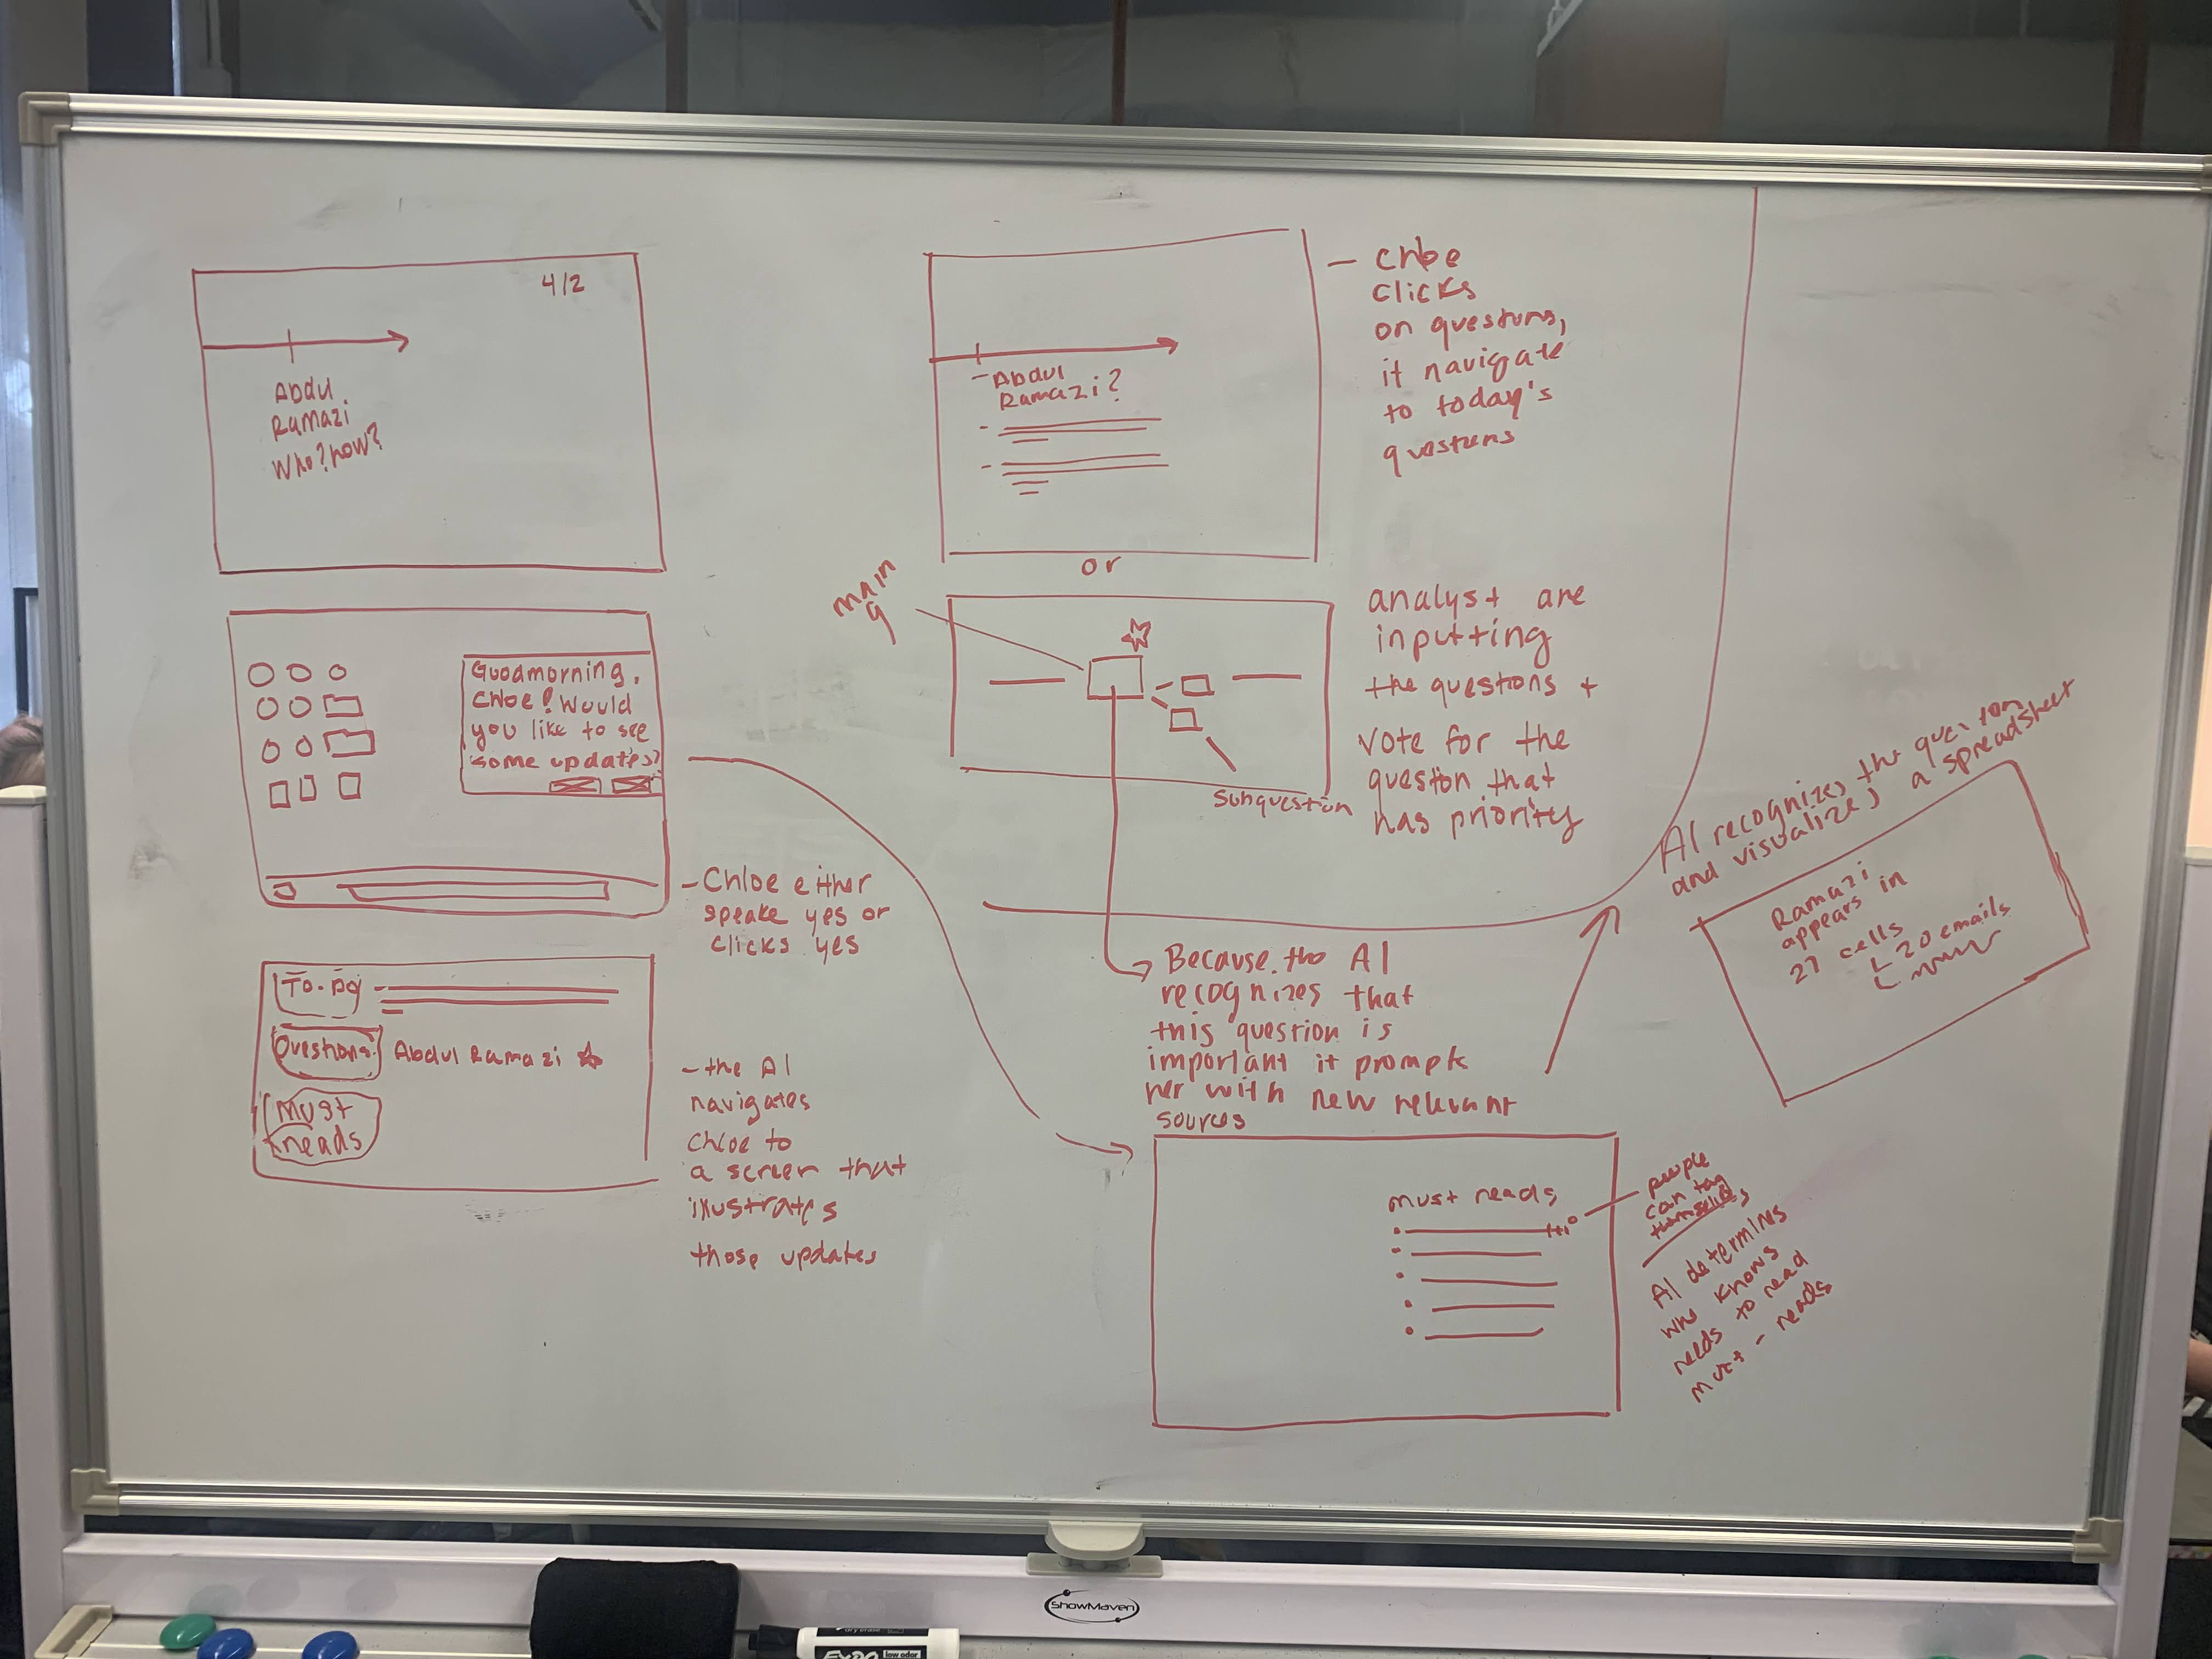 4/2
Abdul
Ramazi
Who? how?
Goodmorning,
Chloe! Would
you like to see
some updates?
- Chloe either
speake yes or
clicks yes
To-Do
Questions
Abdul Ramazi
Must
reads
- the AI
navigates
Chloe to
a screen that
illustrates
those updates
- Abdul
Ramazi?
- Chloe
clicks
on questions,
it navigate
to today's
questions
or
main
q
Subquestion
analyst are
inputting
the questions +
vote for the
question that
has priority
Because the AI
recognizes that
this question is
important it prompts
her with new relevant
sources
must reads
people
can tag
themselves
AI determines
who knows
needs to read
must-reads
AI recognizes the question
and visualizes a spreadsheet
Ramazi
appears in
27 cells
20 emails
ShowMaven
EXPO
low odor